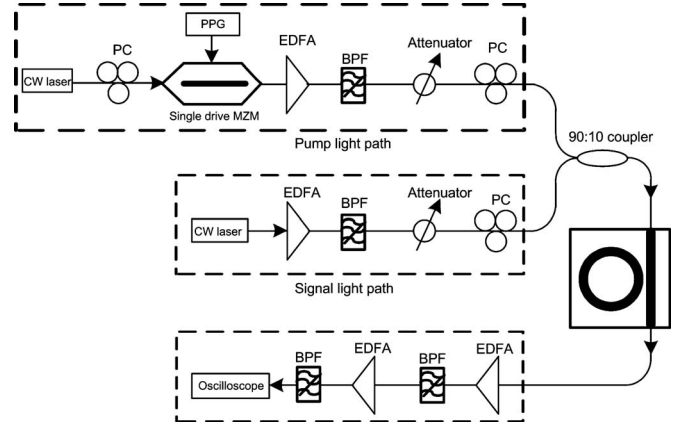 PPG
PC
EDFA
BPF
Attenuator
PC
CW laser
Single drive MZM
Pump light path
90:10 coupler
EDFA
BPF
Attenuator
PC
CW laser
Signal light path
BPF
EDFA
BPF
EDFA
Oscilloscope